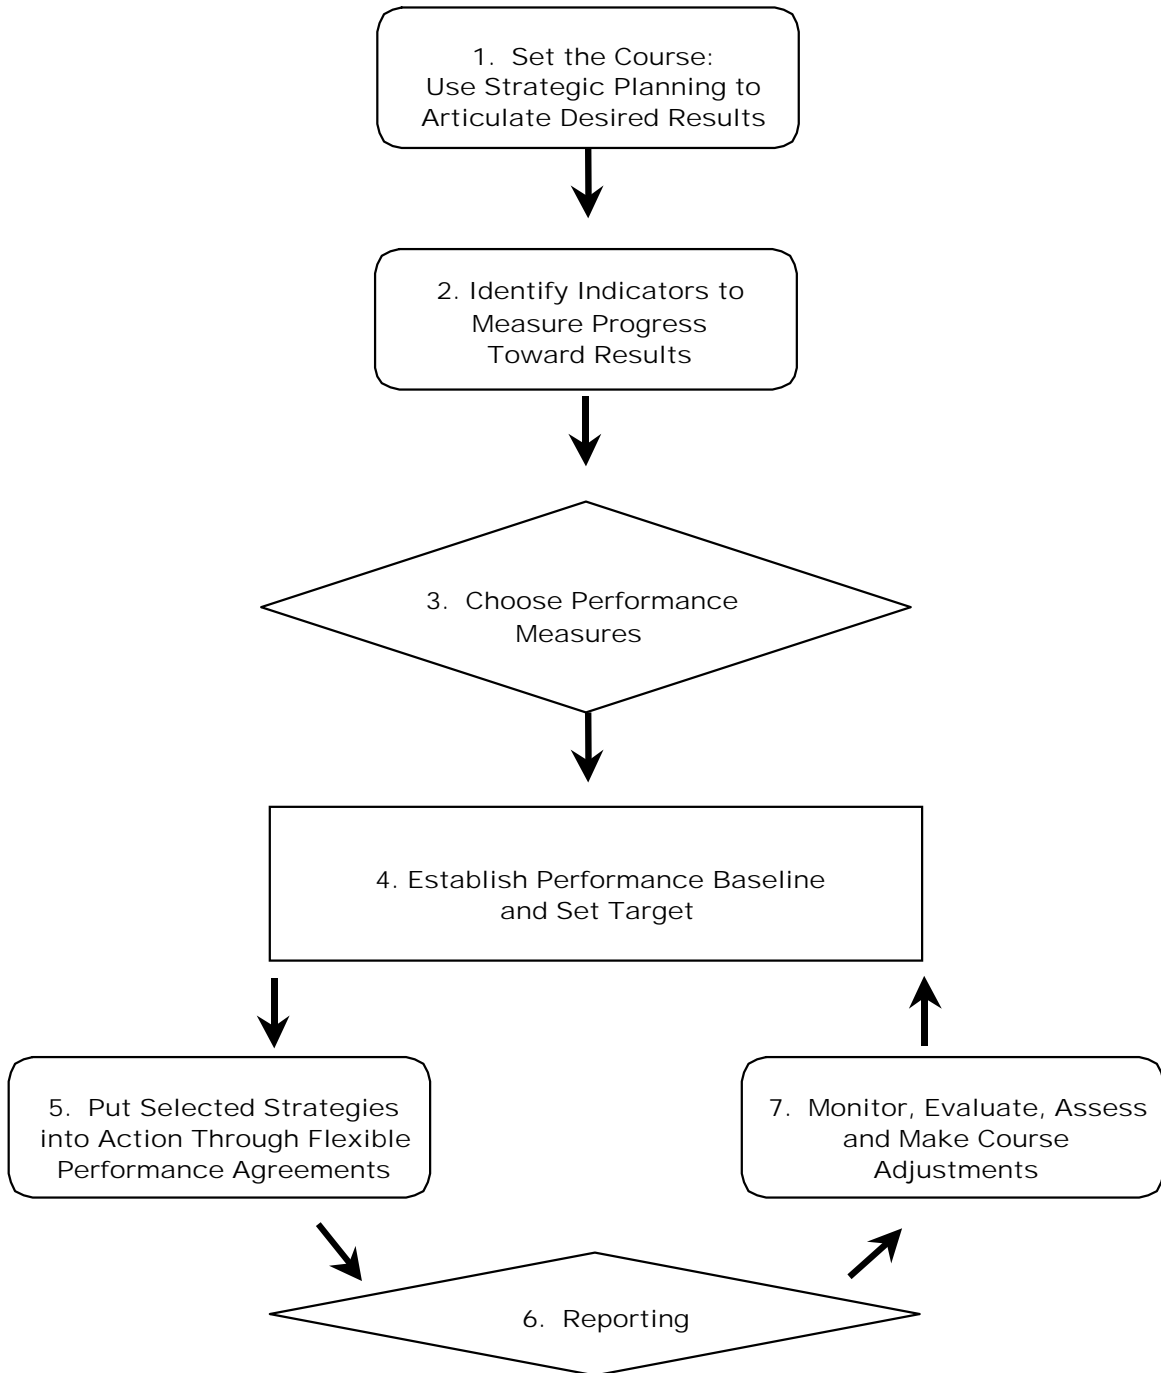 1.  Set the Course:
Use Strategic Planning to
Articulate Desired Results
2. Identify Indicators to
Measure Progress
Toward Results
3.  Choose Performance
Measures
4. Establish Performance Baseline
and Set Target
5.  Put Selected Strategies
into Action Through Flexible
Performance Agreements
7.  Monitor, Evaluate, Assess
and Make Course
Adjustments
6.  Reporting